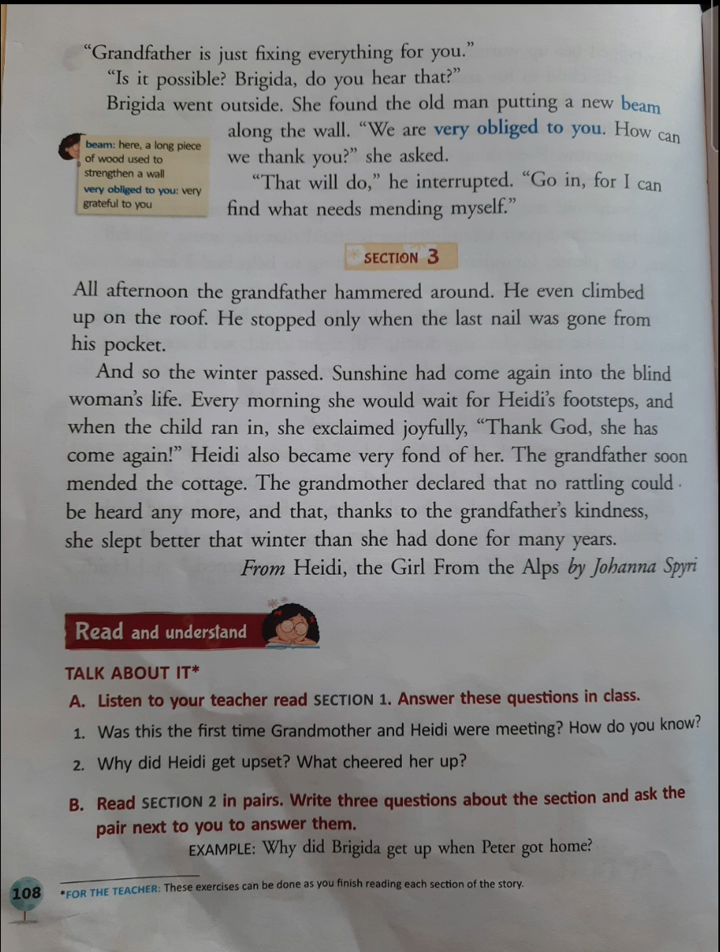 “Grandfather is just fixing everything for you.”
“Is it possible? Brigida, do you hear that?”
Brigida went outside. She found the old man putting a new beam
along the wall. “We are very obliged to you. How can
we thank you?” she asked.
“That will do,” he interrupted. “Go in, for I can
find what needs mending myself.”
beam: here, a long piece
of wood used to
strengthen a wall
very obliged to you: very
grateful to you
SECTION 3
All afternoon the grandfather hammered around. He even climbed
up on the roof. He stopped only when the last nail was gone from
his pocket.
And so the winter passed. Sunshine had come again into the blind
woman’s life. Every morning she would wait for Heidi’s footsteps, and
when the child ran in, she exclaimed joyfully, “Thank God, she has
come again!” Heidi also became very fond of her. The grandfather soon
mended the cottage. The grandmother declared that no rattling could
be heard any more, and that, thanks to the grandfather’s kindness,
she slept better that winter than she had done for many years.
From Heidi, the Girl From the Alps by Johanna Spyri
Read and understand
TALK ABOUT IT*
A. Listen to your teacher read SECTION 1. Answer these questions in class.
1. Was this the first time Grandmother and Heidi were meeting? How do you know?
2. Why did Heidi get upset? What cheered her up?
B. Read SECTION 2 in pairs. Write three questions about the section and ask the
pair next to you to answer them.
EXAMPLE: Why did Brigida get up when Peter got home?
108
*FOR THE TEACHER: These exercises can be done as you finish reading each section of the story.